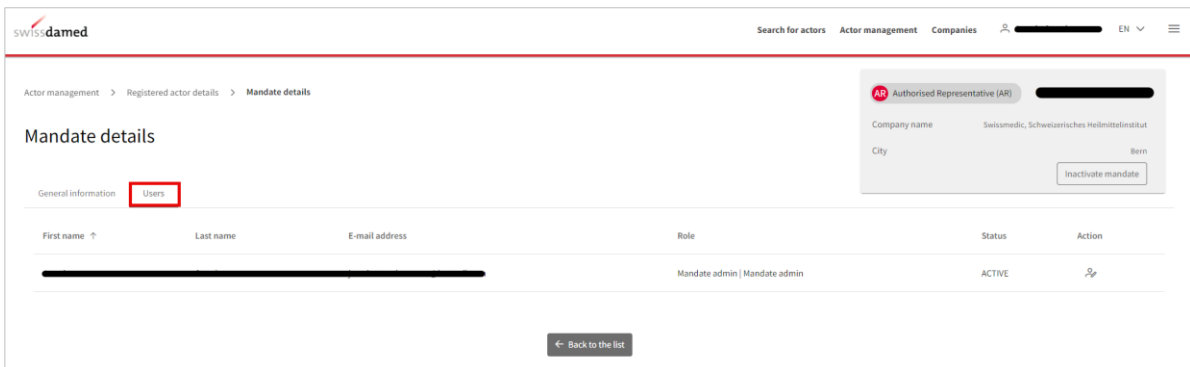 swissdamed
Search for actors Actor management Companies EN
Actor management > Registered actor details > Mandate details
AR Authorised Representative (AR)
Mandate details
Company name Swissmedic, Schweizerisches Heilmittelinstitut
City Bern
Inactivate mandate
General information Users
First name ↑ Last name E-mail address Role Status Action
Mandate admin | Mandate admin ACTIVE
← Back to the list